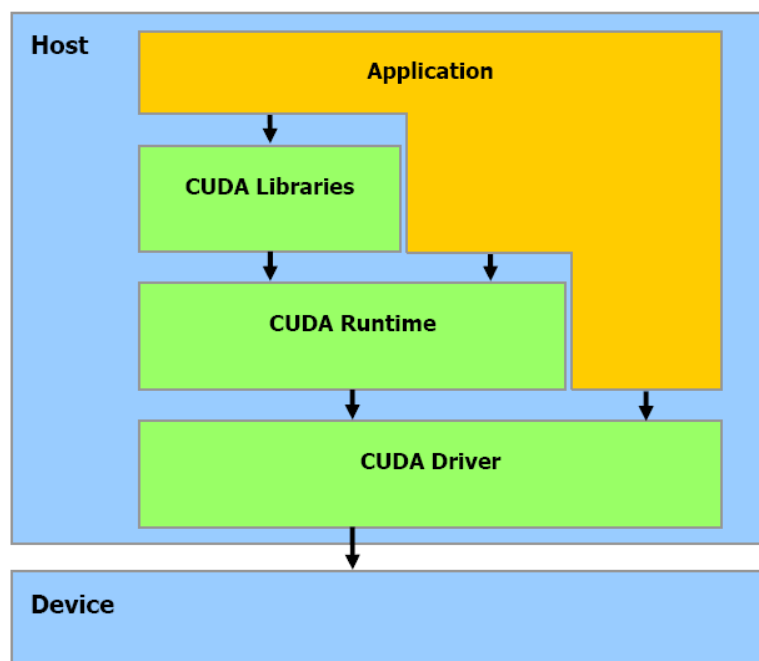 Host
Application
CUDA Libraries
CUDA Runtime
CUDA Driver
Device